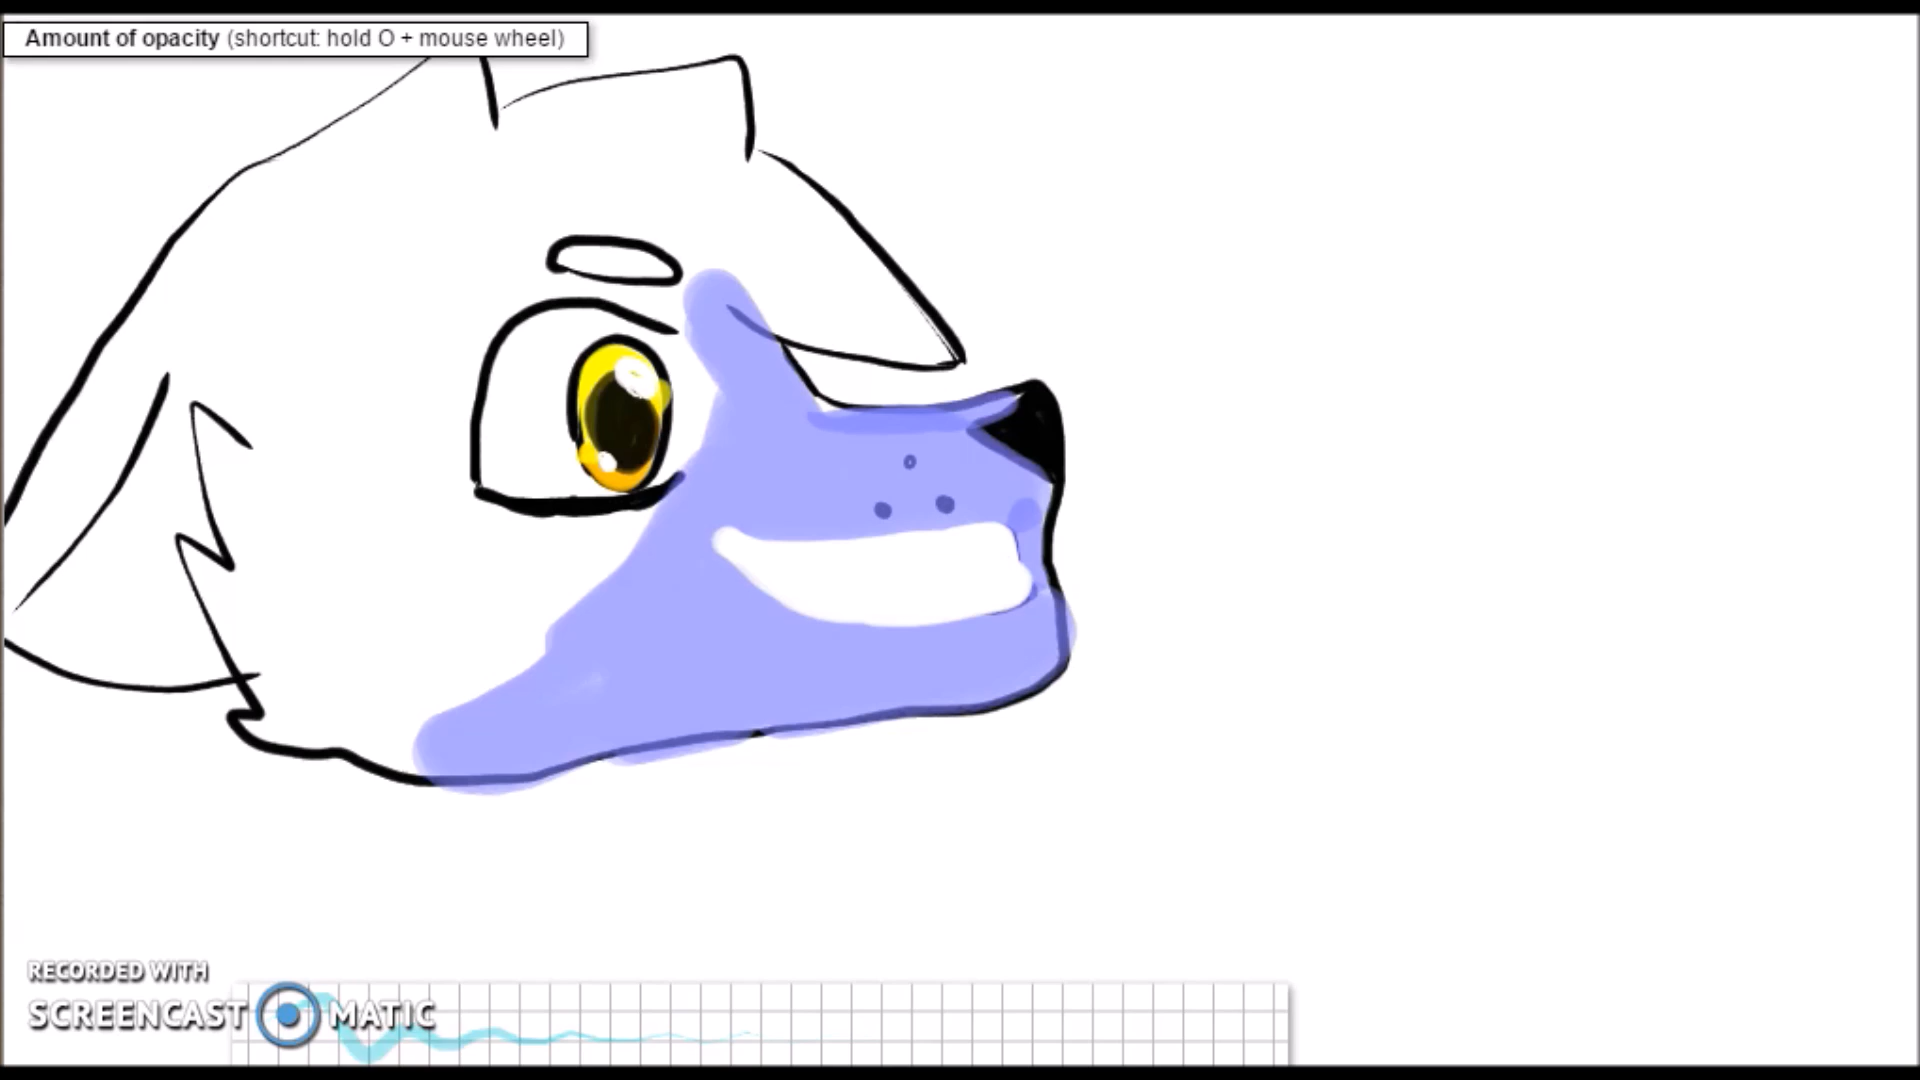 Amount of opacity (shortcut: hold O + mouse wheel)
RECORDED WITH
SCREENCAST MATIC